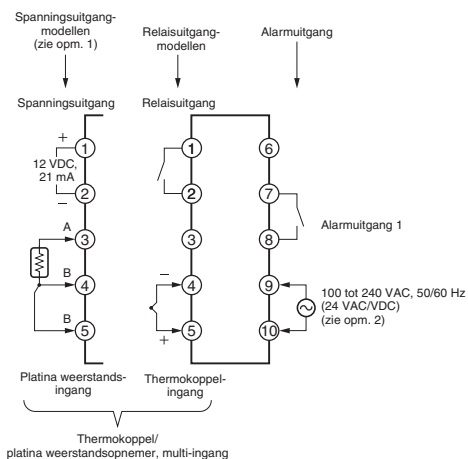 Spanningsuitgang-
modellen
(zie opm. 1)
Relaisuitgang-
modellen
Alarmuitgang
Spanningsuitgang
Relaisuitgang
+
1
12 VDC,
21 mA
2
–
A
3
B
4
B
5
1
2
3
–
4
5
+
6
7
8
Alarmuitgang 1
9
100 tot 240 VAC, 50/60 Hz
(24 VAC/VDC)
(zie opm. 2)
10
Platina weerstands-
ingang
Thermokoppel-
ingang
Thermokoppel/
platina weerstandsopnemer, multi-ingang